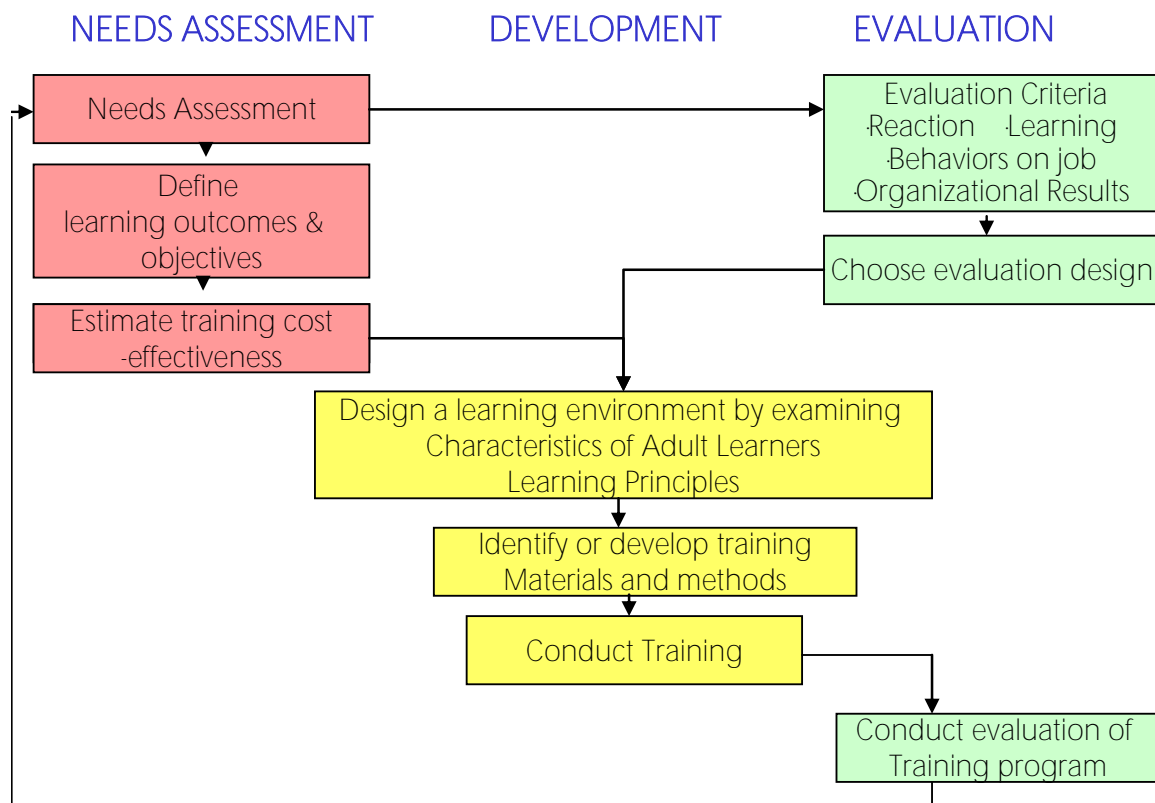 NEEDS ASSESSMENT DEVELOPMENT EVALUATION
Needs Assessment
Define
learning outcomes &
objectives
Estimate training cost
-effectiveness
Evaluation Criteria
·Reaction ·Learning
·Behaviors on job
·Organizational Results
Choose evaluation design
Design a learning environment by examining
Characteristics of Adult Learners
Learning Principles
Identify or develop training
Materials and methods
Conduct Training
Conduct evaluation of
Training program